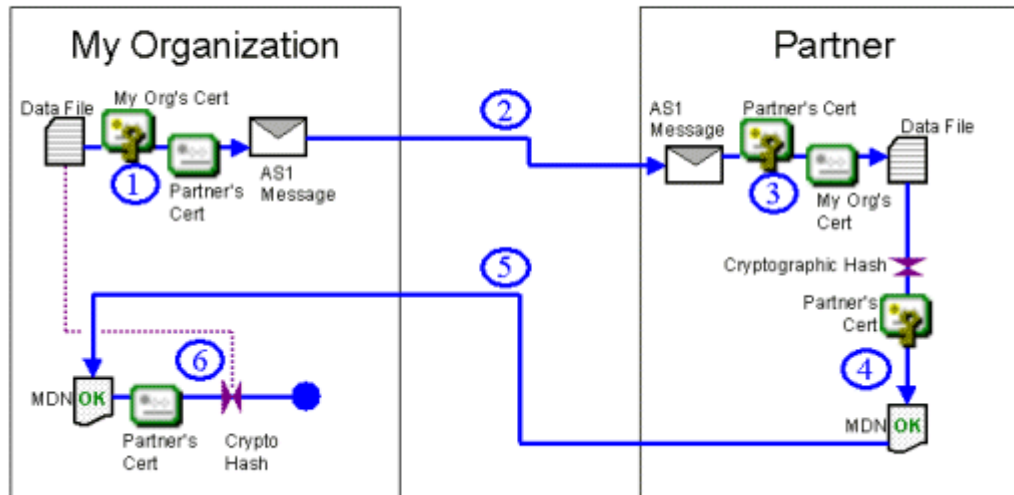 My Organization
Data File
My Org's Cert
1
Partner's
Cert
AS1
Message
2
Partner
AS1
Message
Partner's Cert
3
My Org's
Cert
Data File
Cryptographic Hash
Partner's
Cert
4
MDN
OK
5
MDN
OK
Partner's
Cert
6
Crypto
Hash